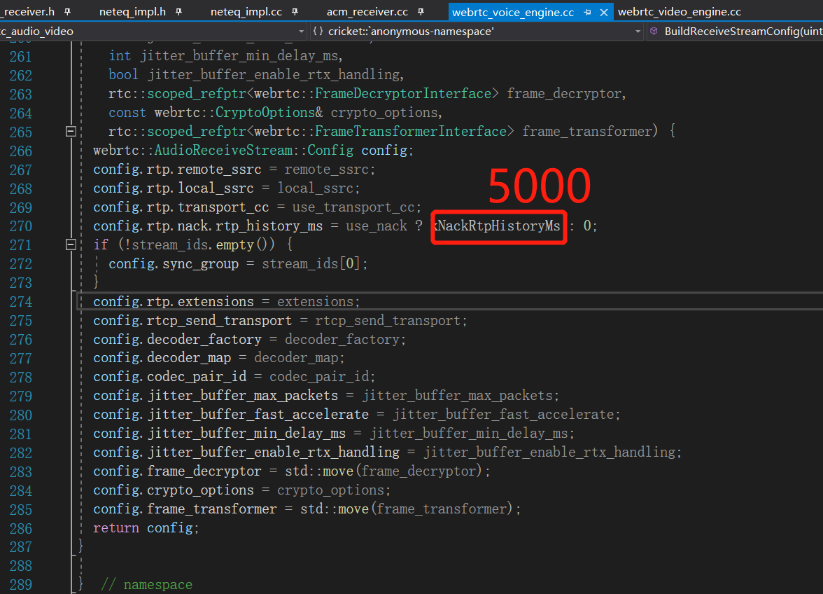 _receiver.h neteq_impl.h neteq_impl.cc acm_receiver.cc webrtc_voice_engine.cc webrtc_video_engine.cc
c_audio_video {} cricket::`anonymous-namespace' BuildReceiveStreamConfig(uint
261 int jitter_buffer_min_delay_ms,
262 bool jitter_buffer_enable_rtx_handling,
263 rtc::scoped_refptr<webrtc::FrameDecryptorInterface> frame_decryptor,
264 const webrtc::CryptoOptions& crypto_options,
265 rtc::scoped_refptr<webrtc::FrameTransformerInterface> frame_transformer) {
266 webrtc::AudioReceiveStream::Config config;
267 config.rtp.remote_ssrc = remote_ssrc;
268 config.rtp.local_ssrc = local_ssrc;
5000
269 config.rtp.transport_cc = use_transport_cc;
270 config.rtp.nack.rtp_history_ms = use_nack ? kNackRtpHistoryMs : 0;
271 if (!stream_ids.empty()) {
272 config.sync_group = stream_ids[0];
273 }
274 config.rtp.extensions = extensions;
275 config.rtcp_send_transport = rtcp_send_transport;
276 config.decoder_factory = decoder_factory;
277 config.decoder_map = decoder_map;
278 config.codec_pair_id = codec_pair_id;
279 config.jitter_buffer_max_packets = jitter_buffer_max_packets;
280 config.jitter_buffer_fast_accelerate = jitter_buffer_fast_accelerate;
281 config.jitter_buffer_min_delay_ms = jitter_buffer_min_delay_ms;
282 config.jitter_buffer_enable_rtx_handling = jitter_buffer_enable_rtx_handling;
283 config.frame_decryptor = std::move(frame_decryptor);
284 config.crypto_options = crypto_options;
285 config.frame_transformer = std::move(frame_transformer);
286 return config;
287 }
288
289 } // namespace